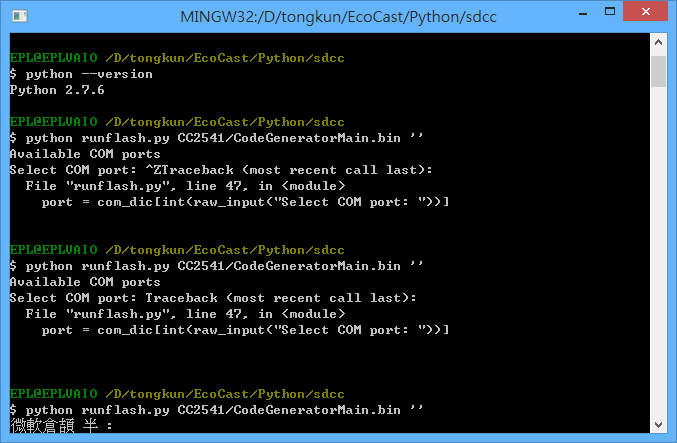 MINGW32:/D/tongkun/EcoCast/Python/sdcc
EPL@EPLVAIO /D/tongkun/EcoCast/Python/sdcc
$ python --version
Python 2.7.6
EPL@EPLVAIO /D/tongkun/EcoCast/Python/sdcc
$ python runflash.py CC2541/CodeGeneratorMain.bin ''
Available COM ports
Select COM port: ^ZTraceback (most recent call last):
  File "runflash.py", line 47, in <module>
    port = com_dic[int(raw_input("Select COM port: "))]
EPL@EPLVAIO /D/tongkun/EcoCast/Python/sdcc
$ python runflash.py CC2541/CodeGeneratorMain.bin ''
Available COM ports
Select COM port: Traceback (most recent call last):
  File "runflash.py", line 47, in <module>
    port = com_dic[int(raw_input("Select COM port: "))]
EPL@EPLVAIO /D/tongkun/EcoCast/Python/sdcc
$ python runflash.py CC2541/CodeGeneratorMain.bin ''
微軟倉頡 半 :